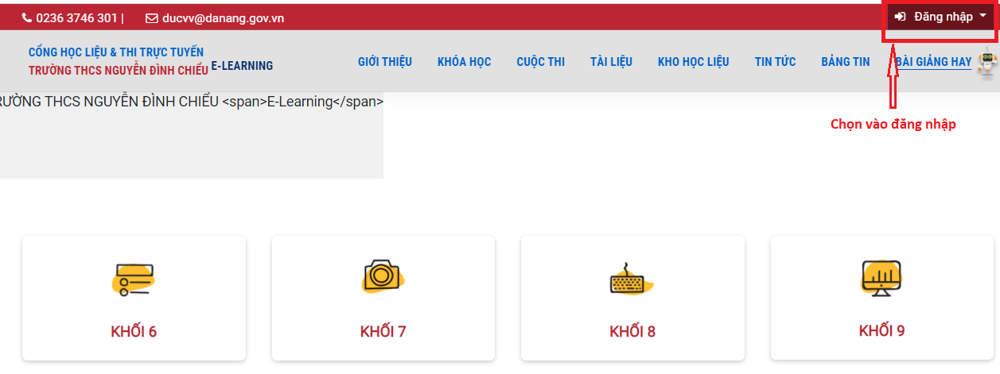 0236 3746 301 | ducvv@danang.gov.vn Đăng nhập
CỔNG HỌC LIỆU & THI TRỰC TUYẾN
TRƯỜNG THCS NGUYỄN ĐÌNH CHIỂU E-LEARNING
GIỚI THIỆU KHÓA HỌC CUỘC THI TÀI LIỆU KHO HỌC LIỆU TIN TỨC BẢNG TIN BÀI GIẢNG HAY
RƯỜNG THCS NGUYỄN ĐÌNH CHIỂU <span>E-Learning</span>
Chọn vào đăng nhập
KHỐI 6 KHỐI 7 KHỐI 8 KHỐI 9